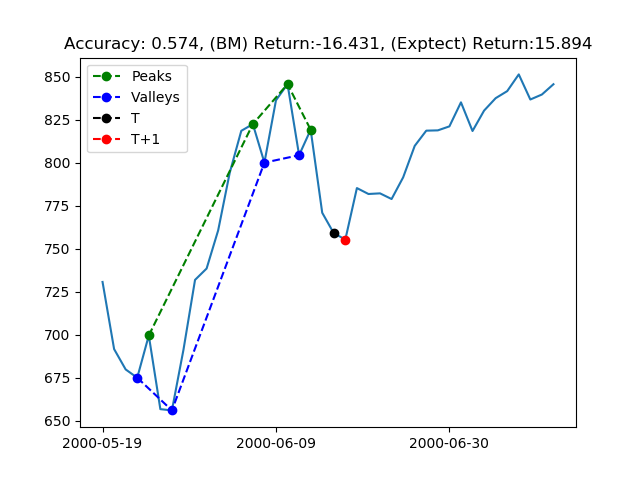 Accuracy: 0.574, (BM) Return:-16.431, (Exptect) Return:15.894
Peaks
Valleys
T
T+1
850
825
800
775
750
725
700
675
650
2000-05-19
2000-06-09
2000-06-30